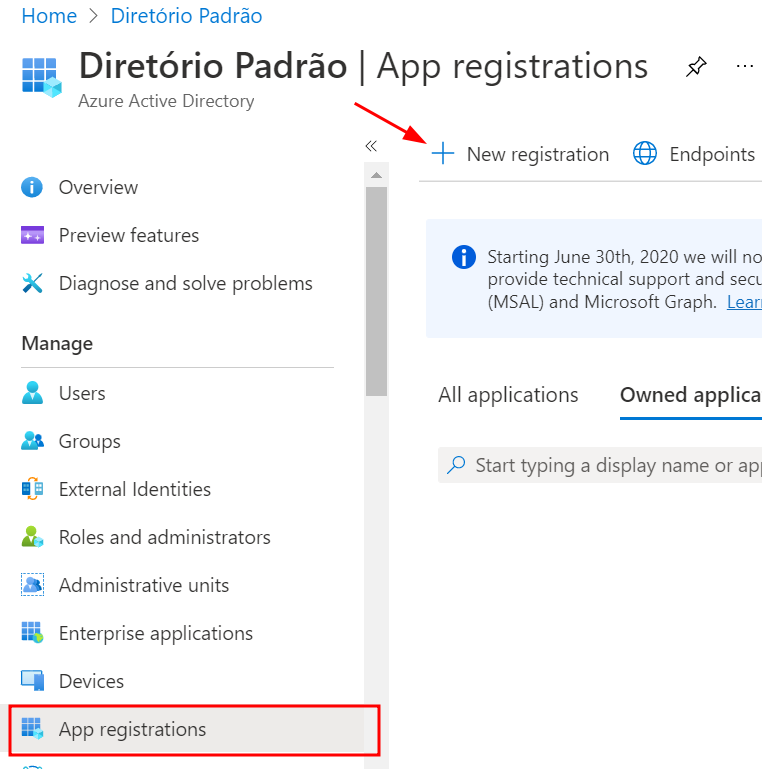 Home > Diretório Padrão
Diretório Padrão | App registrations
Azure Active Directory
Overview
Preview features
Diagnose and solve problems
Manage
Users
Groups
External Identities
Roles and administrators
Administrative units
Enterprise applications
Devices
App registrations
New registration
Endpoints
Starting June 30th, 2020 we will no
provide technical support and secu
(MSAL) and Microsoft Graph. Lear
All applications
Owned applica
Start typing a display name or app